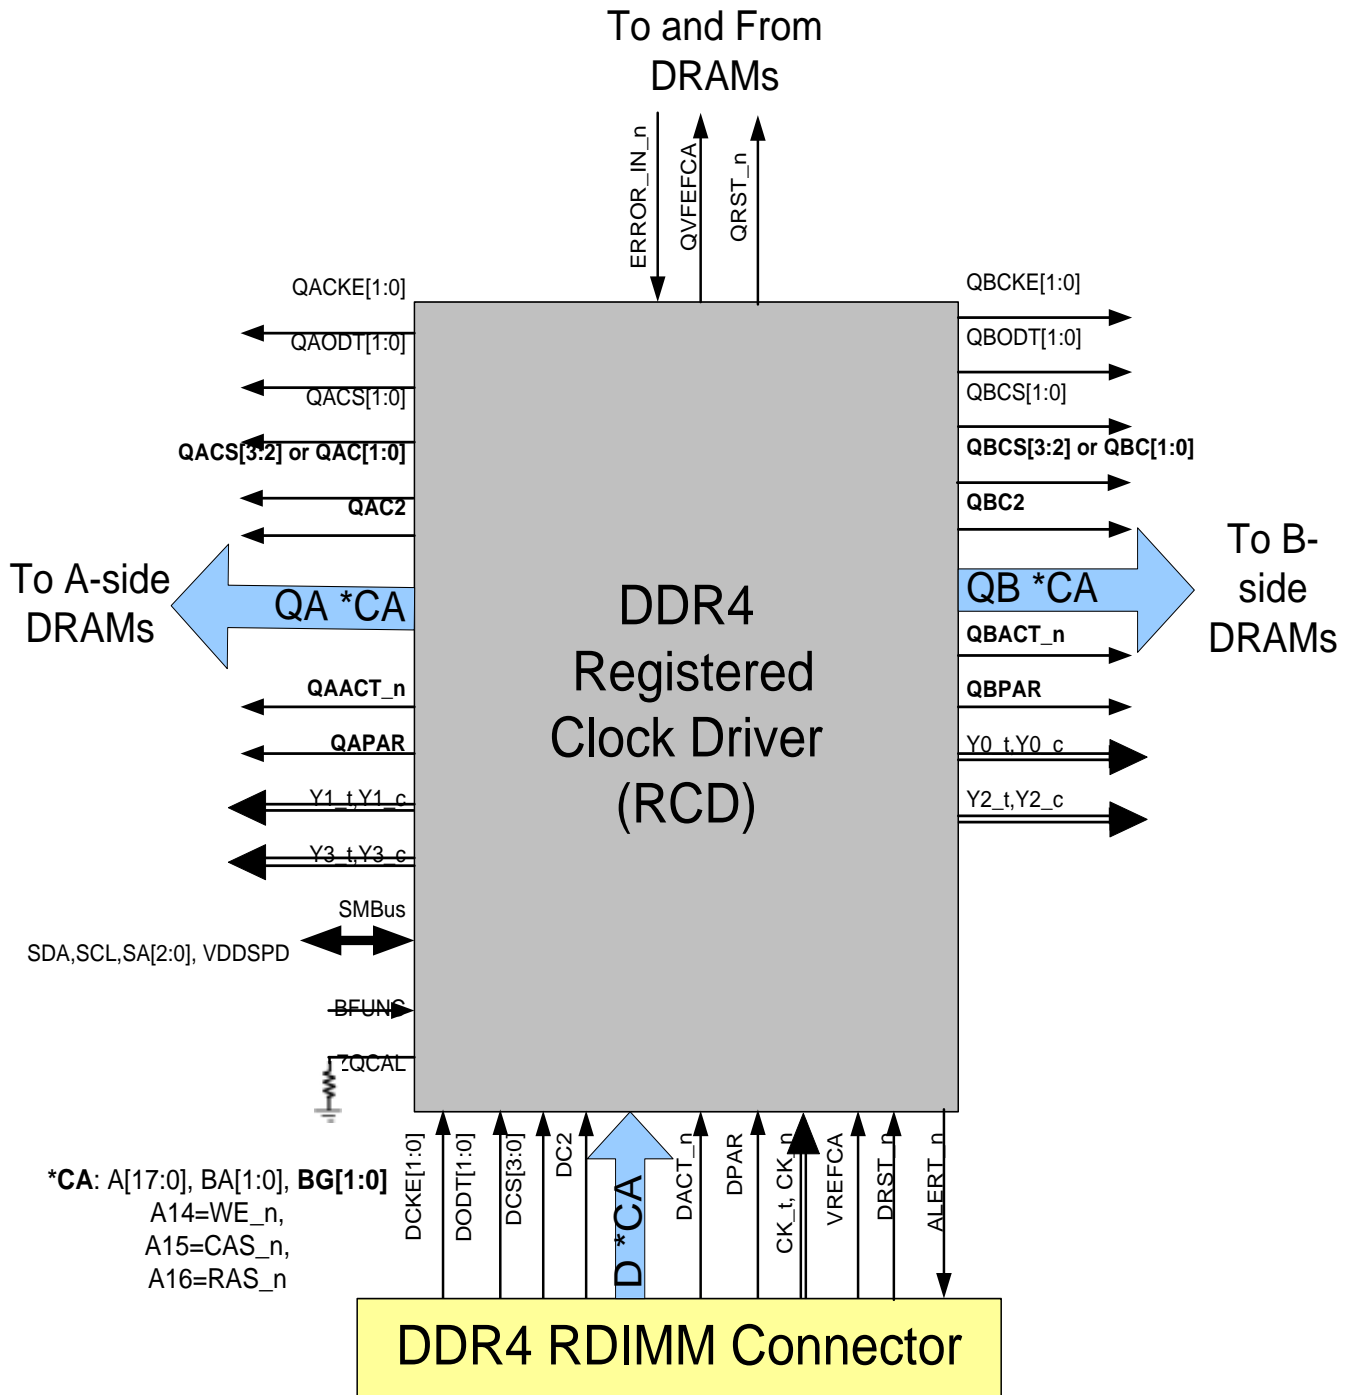 To and From
DRAMs
ERROR_IN_n
QVFEFCA
QRST_n
QACKE[1:0]
QAODT[1:0]
QACS[1:0]
QACS[3:2] or QAC[1:0]
QAC2
To A-side
DRAMs
QA *CA
QAACT_n
QAPAR
Y1_t,Y1_c
Y3_t,Y3_c
SMBus
SDA,SCL,SA[2:0], VDDSPD
BFUNC
ZQCAL
DDR4
Registered
Clock Driver
(RCD)
QBCKE[1:0]
QBODT[1:0]
QBCS[1:0]
QBCS[3:2] or QBC[1:0]
QBC2
QB *CA
To B-
side
DRAMs
QBACT_n
QBPAR
Y0_t,Y0_c
Y2_t,Y2_c
*CA: A[17:0], BA[1:0], BG[1:0]
A14=WE_n,
A15=CAS_n,
A16=RAS_n
DCKE[1:0]
DODT[1:0]
DCS[3:0]
DC2
D *CA
DACT_n
DPAR
CK_t, CK_n
VREFCA
DRST_n
ALERT_n
DDR4 RDIMM Connector